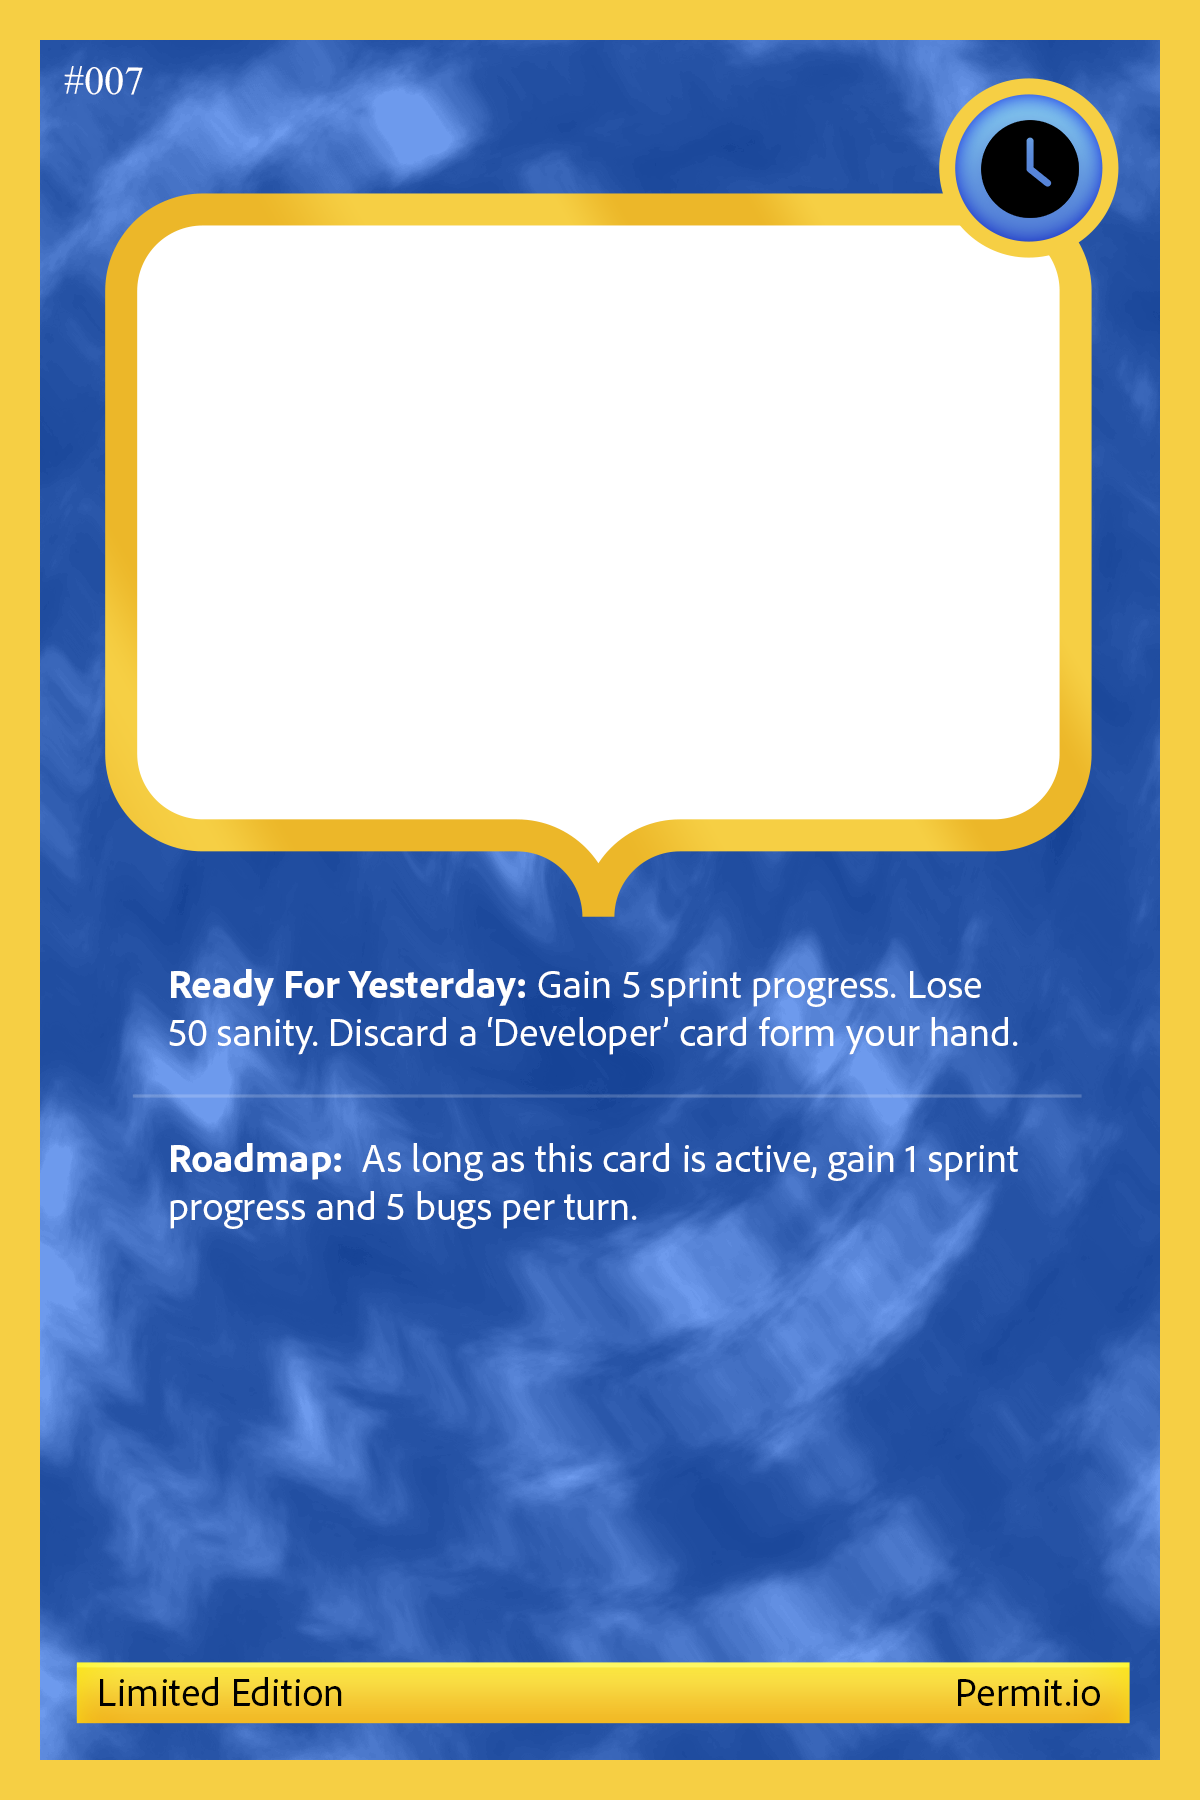 #007
Ready For Yesterday: Gain 5 sprint progress. Lose
50 sanity. Discard a ‘Developer’ card form your hand.
Roadmap:  As long as this card is active, gain 1 sprint
progress and 5 bugs per turn.
Limited Edition
Permit.io